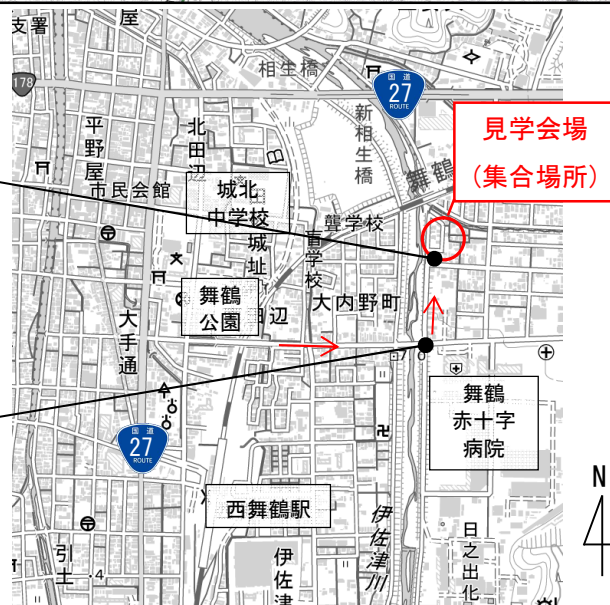 支署
屋
相生橋
国道
27
ROUTE
178
新相生橋
見学会場
(集合場所)
平野屋
北田辺
舞鶴
市民会館
城北
中学校
聾学校
城址
盲学校
舞鶴
公園
田辺
大内野町
大手通
舞鶴
赤十字
病院
国道
27
ROUTE
西舞鶴駅
伊佐津川
N
引土
4
伊佐津
日之出化